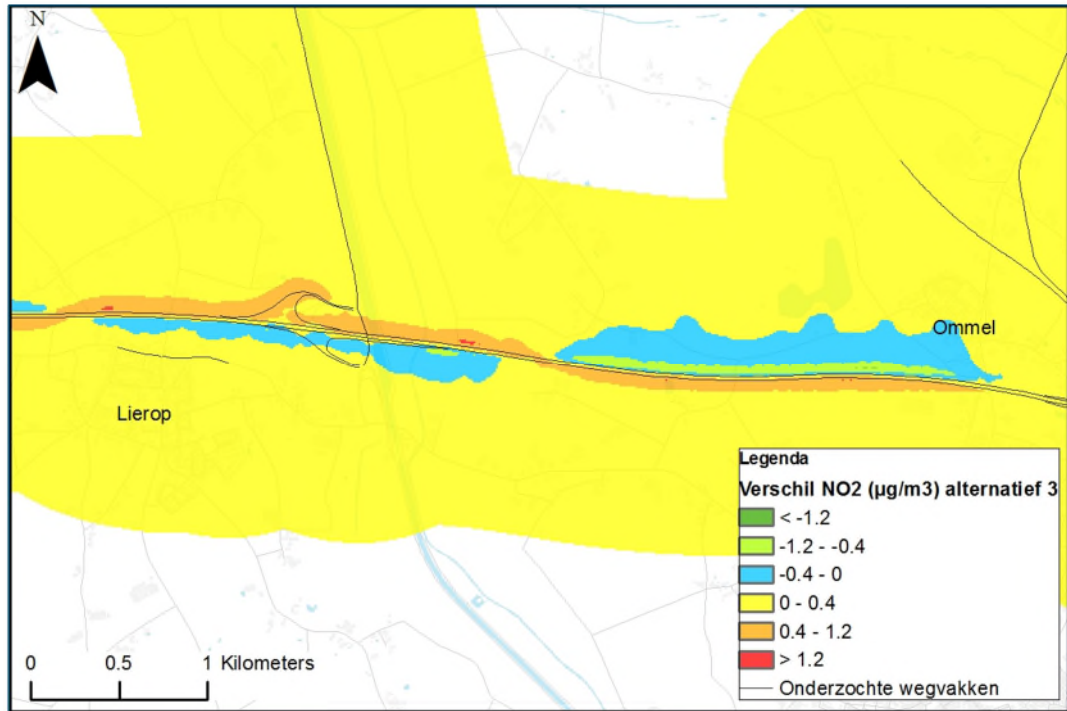 N
Ommel
Lierop
Legenda
Verschil NO2 (µg/m3) alternatief 3
< -1.2
-1.2 - -0.4
-0.4 - 0
0 - 0.4
0.4 - 1.2
> 1.2
Onderzochte wegvakken
0 0.5 1 Kilometers